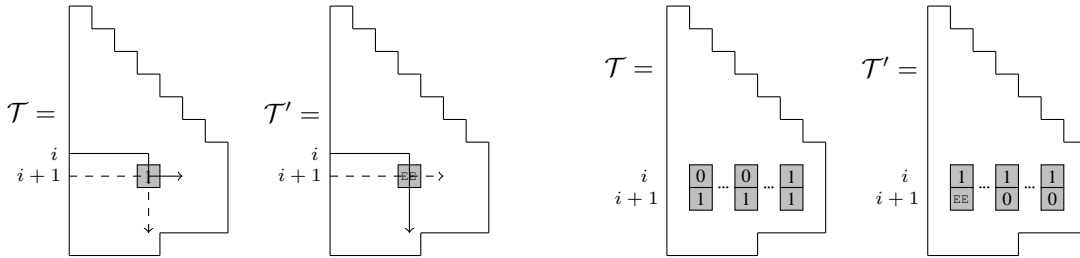 𝒯 =
i
i + 1
1
𝒯′ =
i
i + 1
EE
𝒯 =
i
i + 1
0 0 1
... ...
1 1 1
𝒯′ =
i
i + 1
1 1 1
... ...
EE 0 0